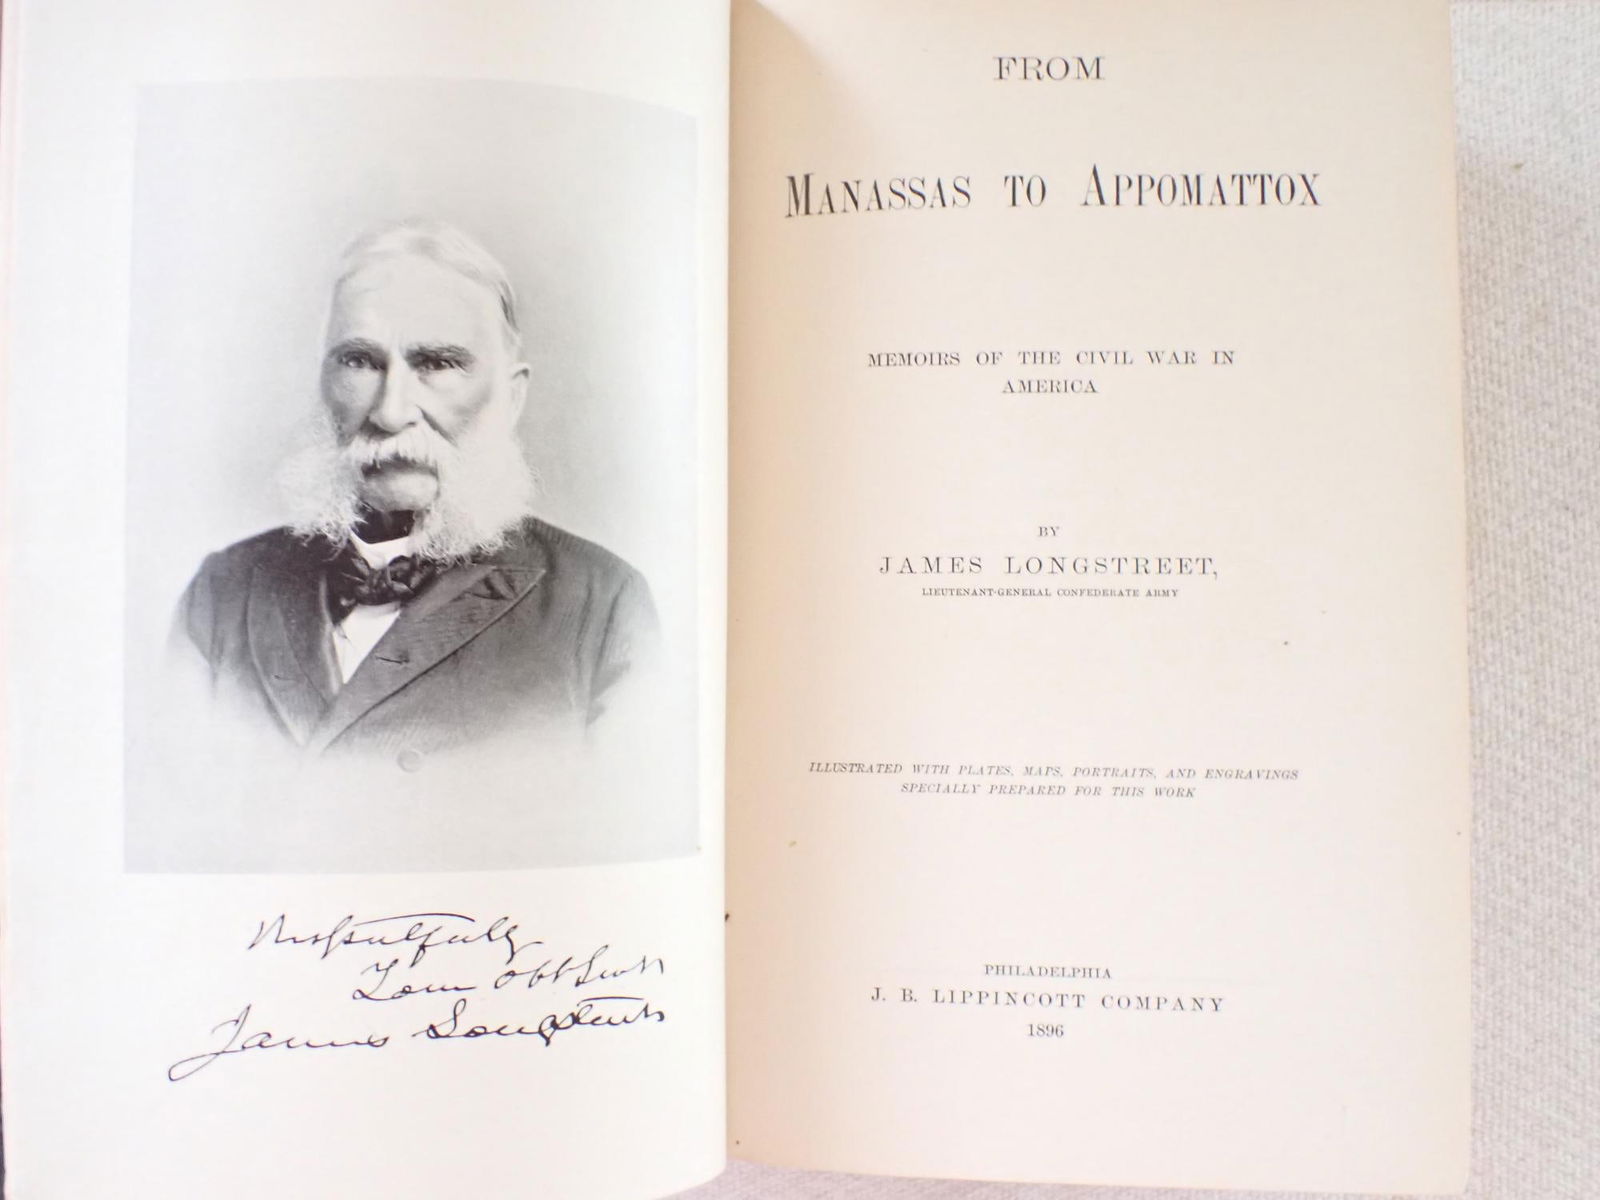 Respectfully
Your Obt Servt
James Longstreet
FROM
MANASSAS TO APPOMATTOX
MEMOIRS OF THE CIVIL WAR IN
AMERICA
BY
JAMES LONGSTREET,
LIEUTENANT-GENERAL CONFEDERATE ARMY
ILLUSTRATED WITH PLATES, MAPS, PORTRAITS, AND ENGRAVINGS
SPECIALLY PREPARED FOR THIS WORK
PHILADELPHIA
J. B. LIPPINCOTT COMPANY
1896